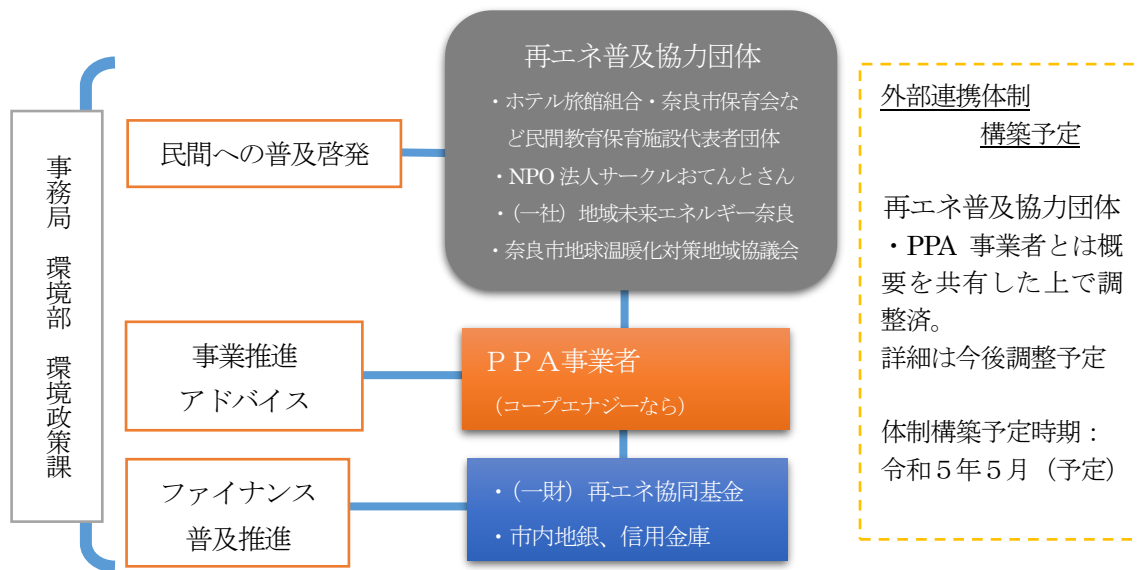 事務局　環境部　環境政策課
民間への普及啓発
再エネ普及協力団体
・ホテル旅館組合・奈良市保育会な
ど民間教育保育施設代表者団体
・NPO 法人サークルおてんとさん
・（一社）地域未来エネルギー奈良
・奈良市地球温暖化対策地域協議会
事業推進
アドバイス
ＰＰＡ事業者
（コープエナジーなら）
ファイナンス
普及推進
・（一財）再エネ協同基金
・市内地銀、信用金庫
外部連携体制
構築予定
再エネ普及協力団体
・PPA 事業者とは概
要を共有した上で調
整済。
詳細は今後調整予定
体制構築予定時期：
令和５年５月（予定）